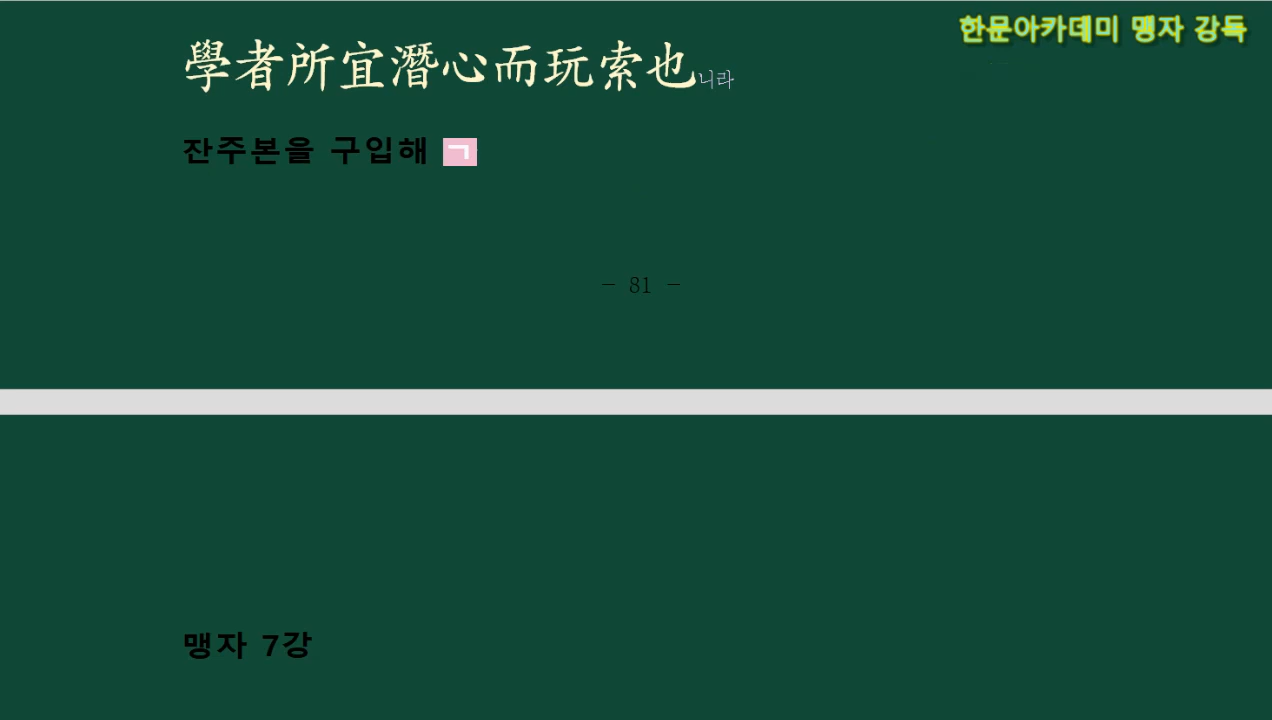 한문아카데미 맹자 강독
學者所宜潛心而玩索也니라
잔주본을 구입해 ㄱ
- 81 -
맹자 7강